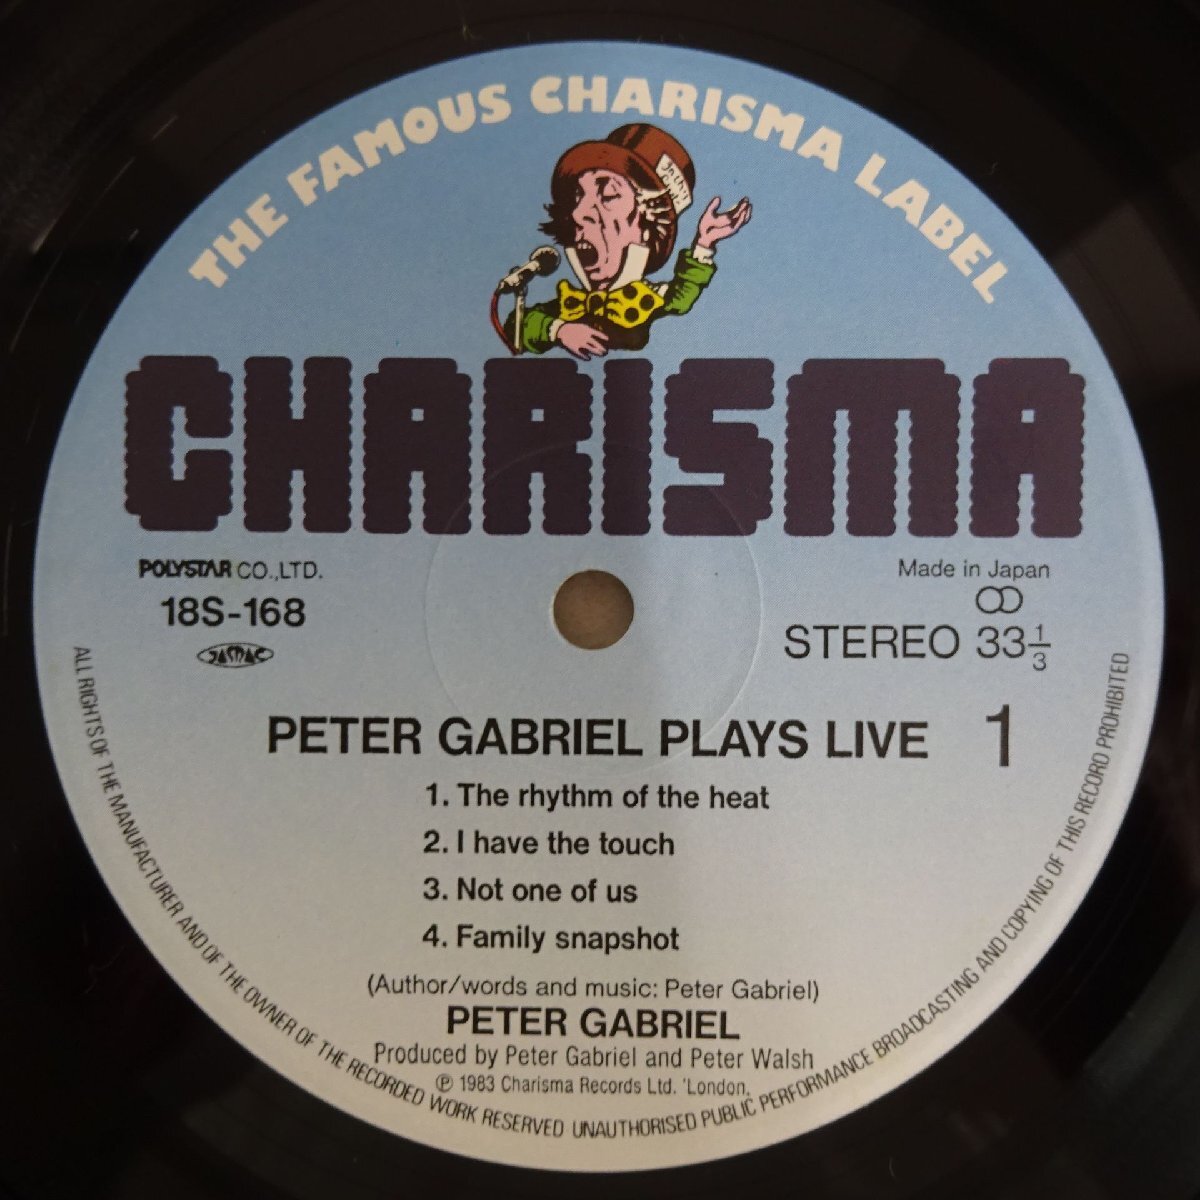 THE FAMOUS CHARISMA LABEL
CHARISMA
POLYSTAR CO.,LTD.
18S-168
JASRAC
Made in Japan
STEREO 33 1/3
PETER GABRIEL PLAYS LIVE 1
1. The rhythm of the heat
2. I have the touch
3. Not one of us
4. Family snapshot
(Author/words and music: Peter Gabriel)
PETER GABRIEL
Produced by Peter Gabriel and Peter Walsh
℗ 1983 Charisma Records Ltd. 'London.
ALL RIGHTS OF THE MANUFACTURER AND OF THE OWNER OF THE RECORDED WORK RESERVED UNAUTHORISED PUBLIC PERFORMANCE BROADCASTING AND COPYING OF THIS RECORD PROHIBITED